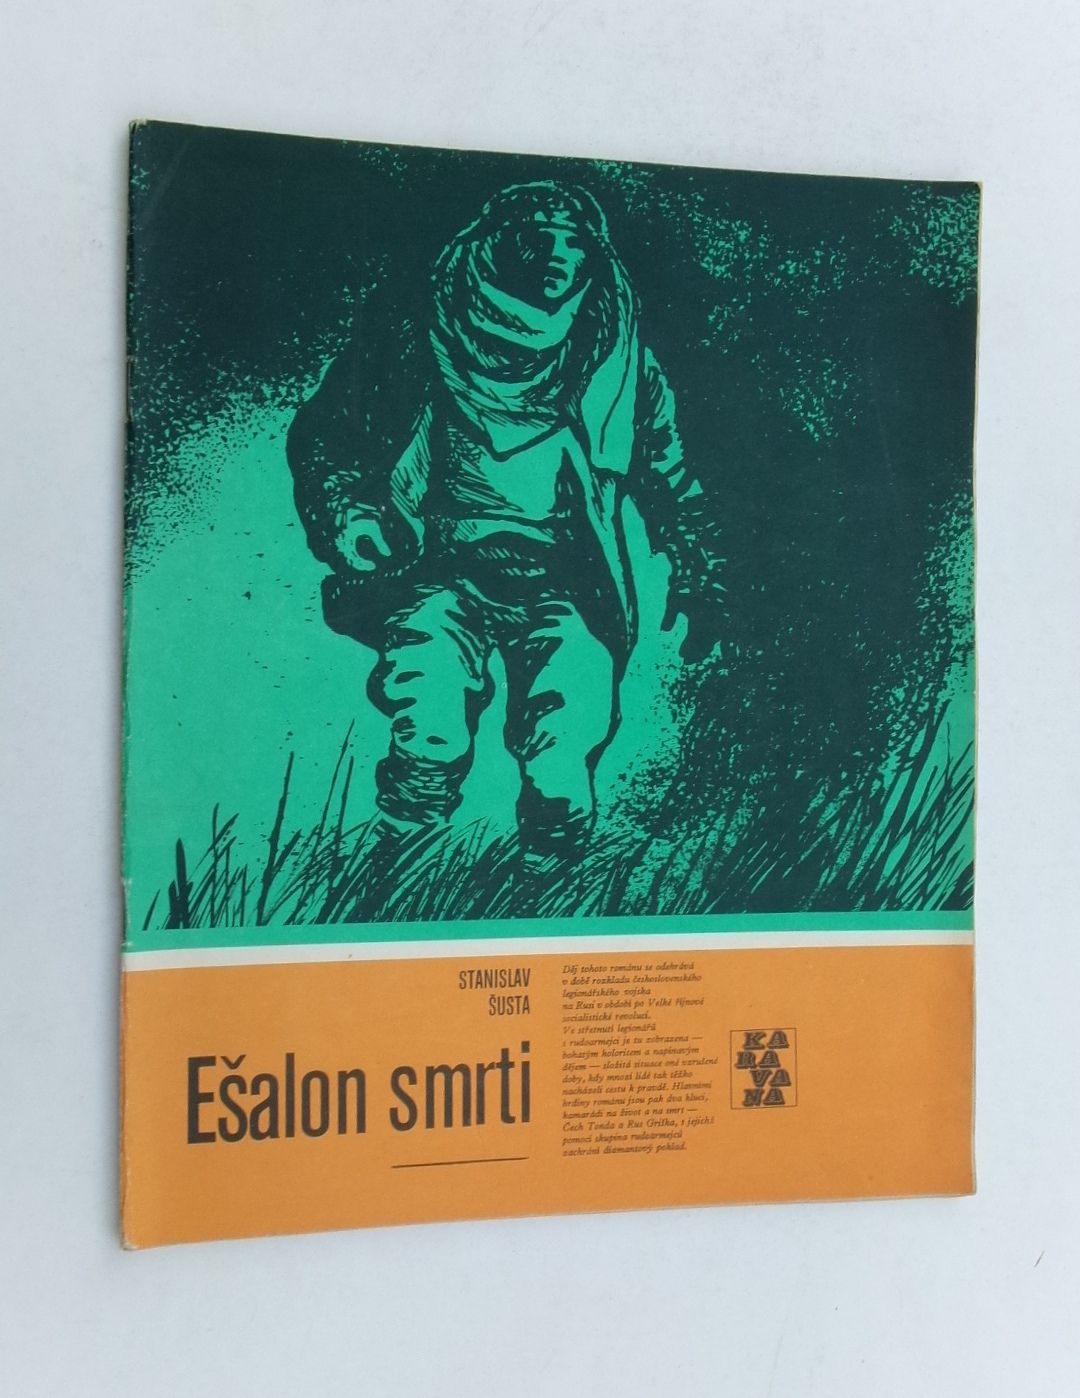 STANISLAV
ŠUSTA
Ešalon smrti
Děj tohoto románu se odehrává
v době rozkladu československého
legionářského vojska
na Rusi v období po Velké říjnové
socialistické revoluci.
Ve střetnutí legionářů
s rudoarmejci je tu zobrazena —
bohatým koloritem a napínavým
dějem — složitá situace oné vzrušené
doby, kdy mnozí lidé tak těžko
nacházeli cestu k pravdě. Hlavními
hrdiny románu jsou pak dva kluci,
kamarádi na život a na smrt —
Čech Tonda a Rus Griška, s jejichž
pomocí skupina rudoarmejců
zachrání diamantový poklad.
KA
RA
VA
NA